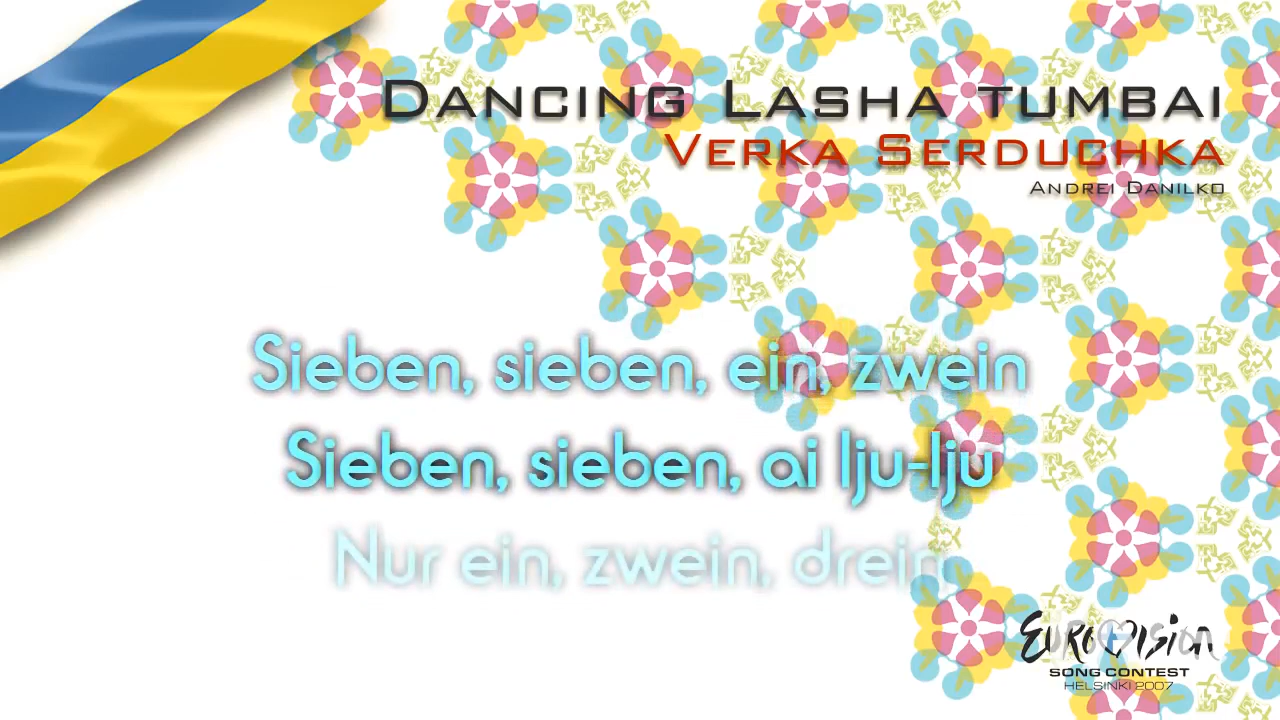 Dancing Lasha tumbai
Verka Serduchka
Andrei Danilko
Sieben, sieben, ein, zwein
Sieben, sieben, ai lju-lju
Nur ein, zwein, drein
Eurovision
SONG CONTEST
HELSINKI 2007